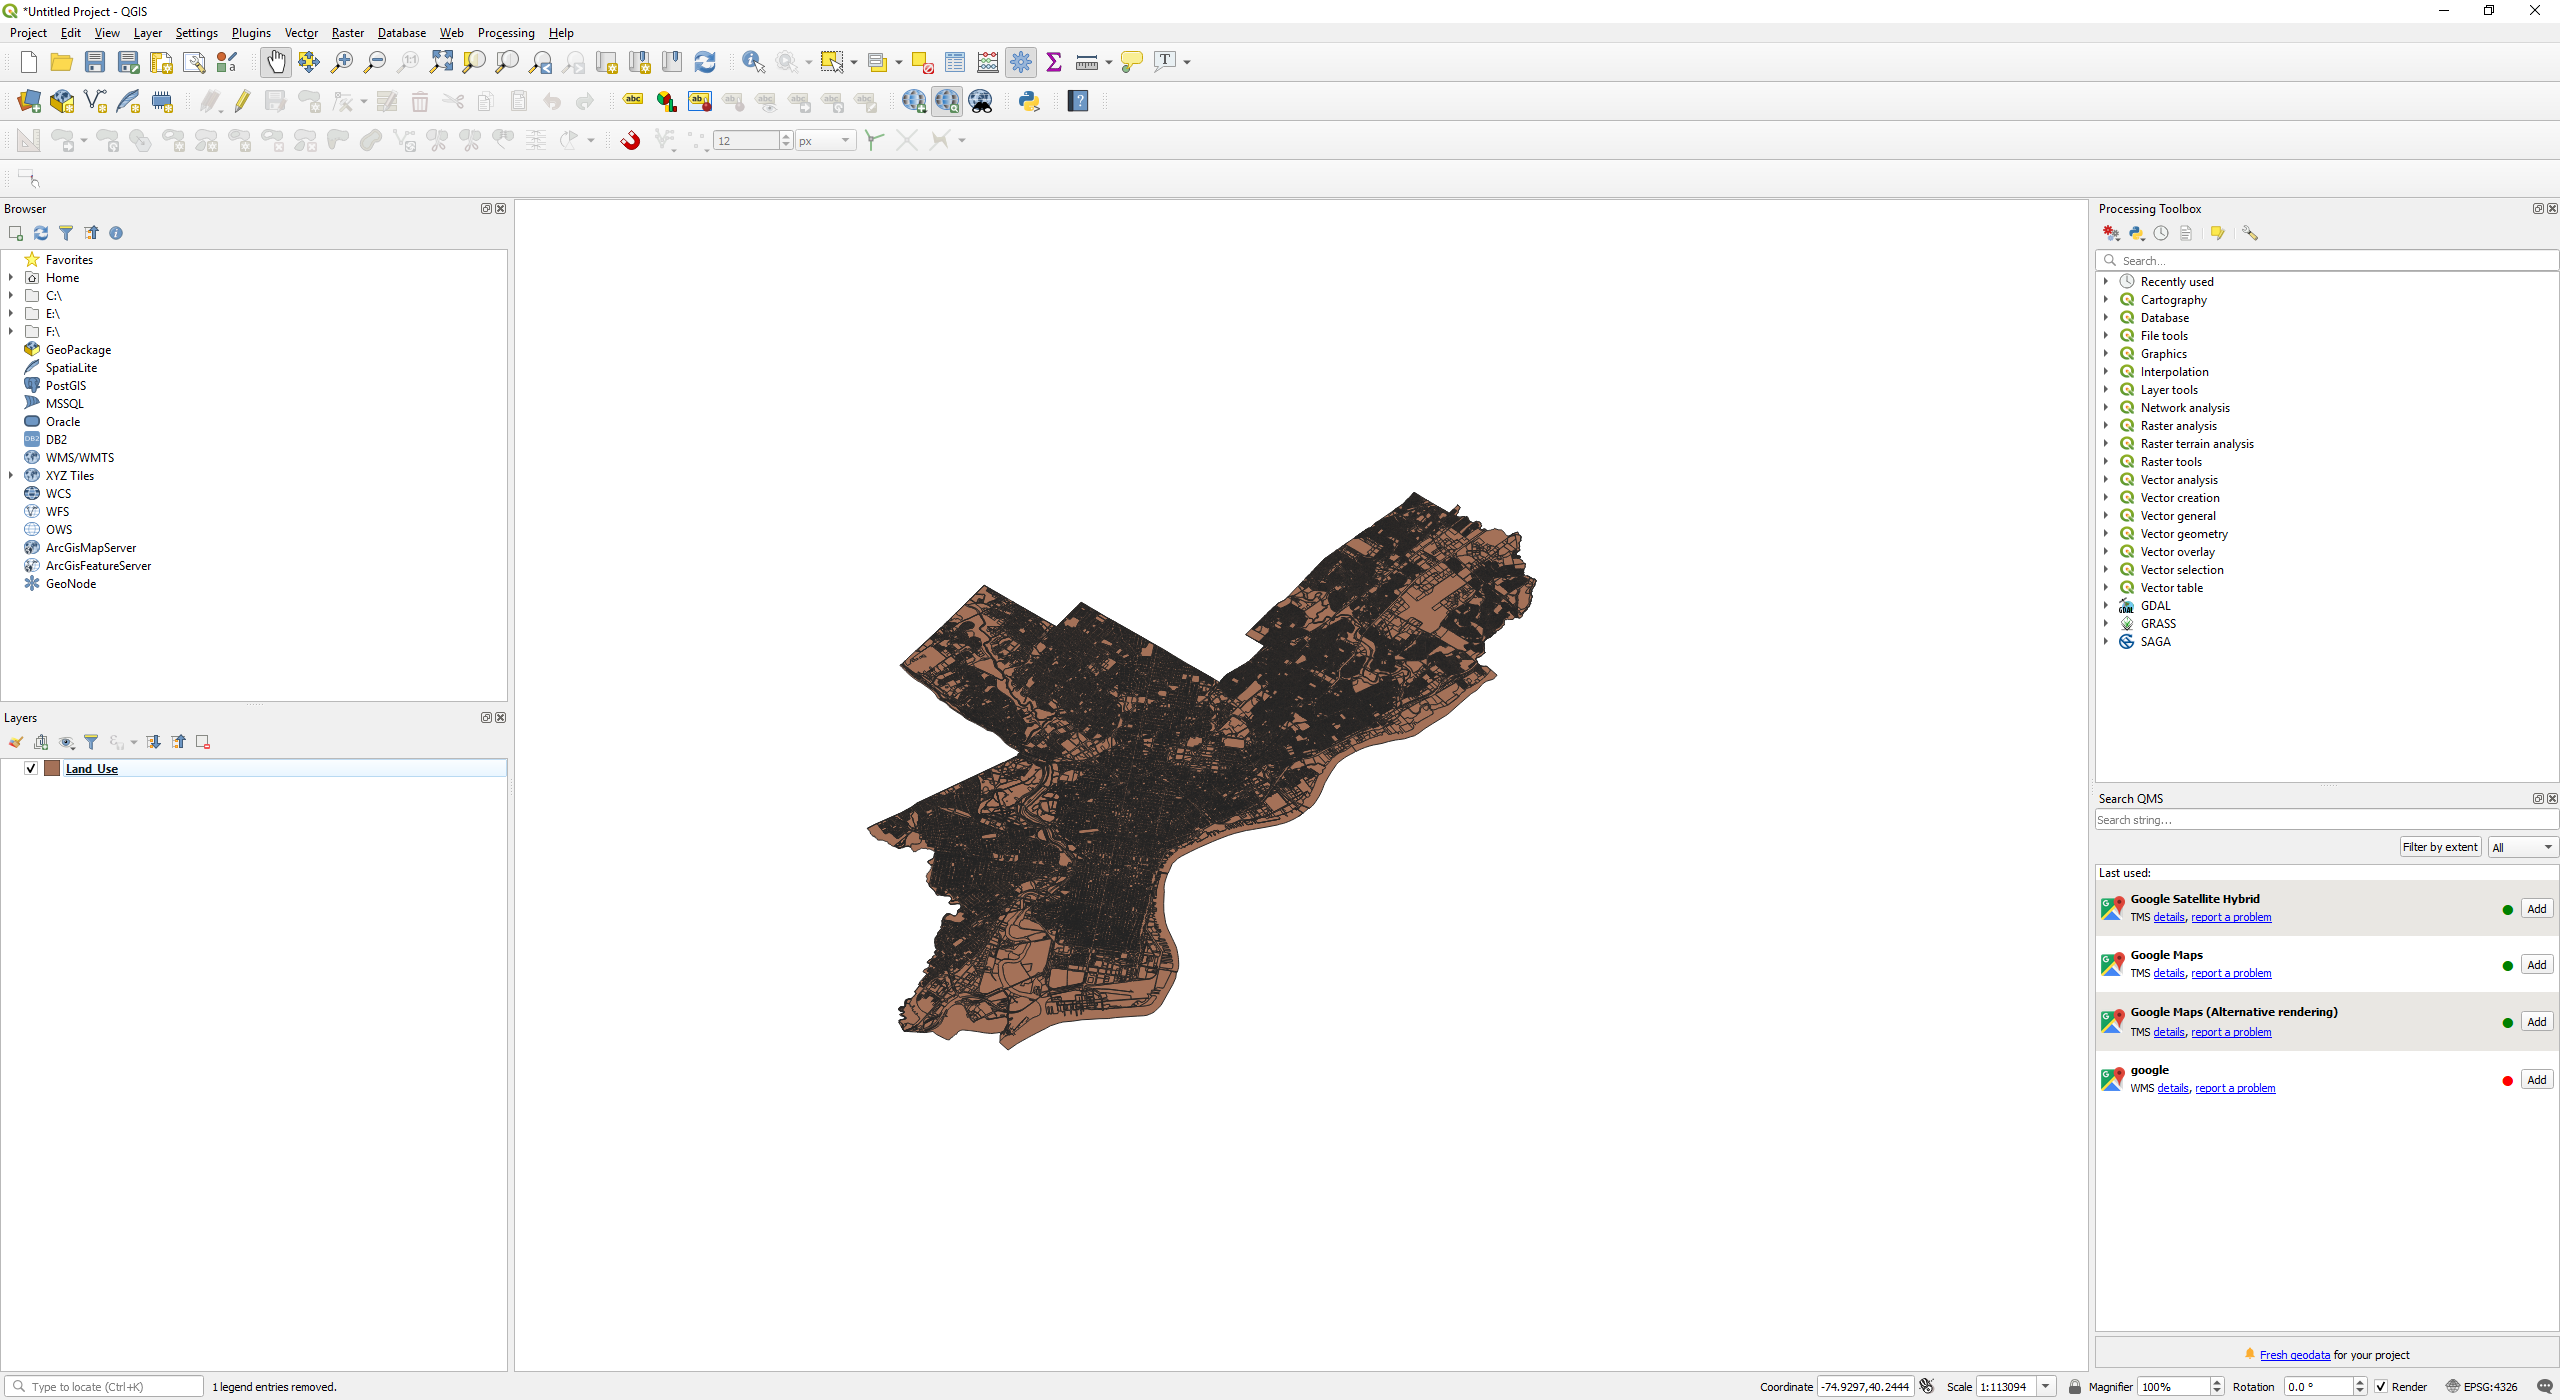 *Untitled Project - QGIS
Project Edit View Layer Settings Plugins Vector Raster Database Web Processing Help
12 px
Browser
Favorites
Home
C:\
E:\
F:\
GeoPackage
SpatiaLite
PostGIS
MSSQL
Oracle
DB2
WMS/WMTS
XYZ Tiles
WCS
WFS
OWS
ArcGisMapServer
ArcGisFeatureServer
GeoNode
Layers
Land_Use
Processing Toolbox
Search...
Recently used
Cartography
Database
File tools
Graphics
Interpolation
Layer tools
Network analysis
Raster analysis
Raster terrain analysis
Raster tools
Vector analysis
Vector creation
Vector general
Vector geometry
Vector overlay
Vector selection
Vector table
GDAL
GRASS
SAGA
Search QMS
Search string...
Filter by extent All
Last used:
Google Satellite Hybrid
TMS details, report a problem Add
Google Maps
TMS details, report a problem Add
Google Maps (Alternative rendering)
TMS details, report a problem Add
google
WMS details, report a problem Add
Fresh geodata for your project
Type to locate (Ctrl+K) 1 legend entries removed. Coordinate -74.9297,40.2444 Scale 1:113094 Magnifier 100% Rotation 0.0 ° Render EPSG:4326